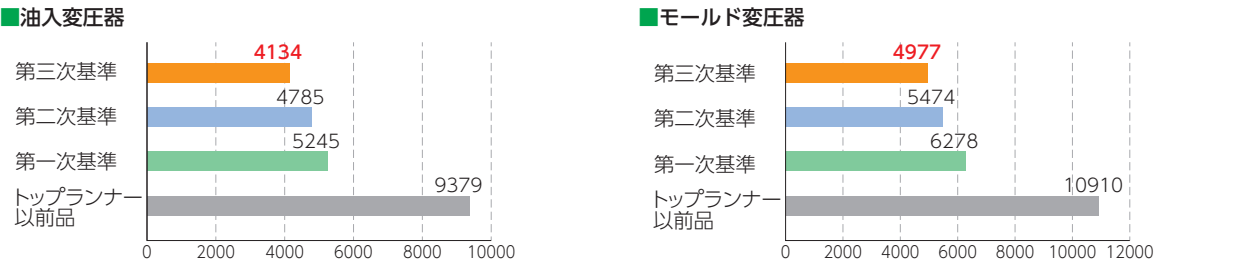 ■油入変圧器
第三次基準
4134
第二次基準
4785
第一次基準
5245
トップランナー
以前品
9379
0 2000 4000 6000 8000 10000
■モールド変圧器
第三次基準
4977
第二次基準
5474
第一次基準
6278
トップランナー
以前品
10910
0 2000 4000 6000 8000 10000 12000